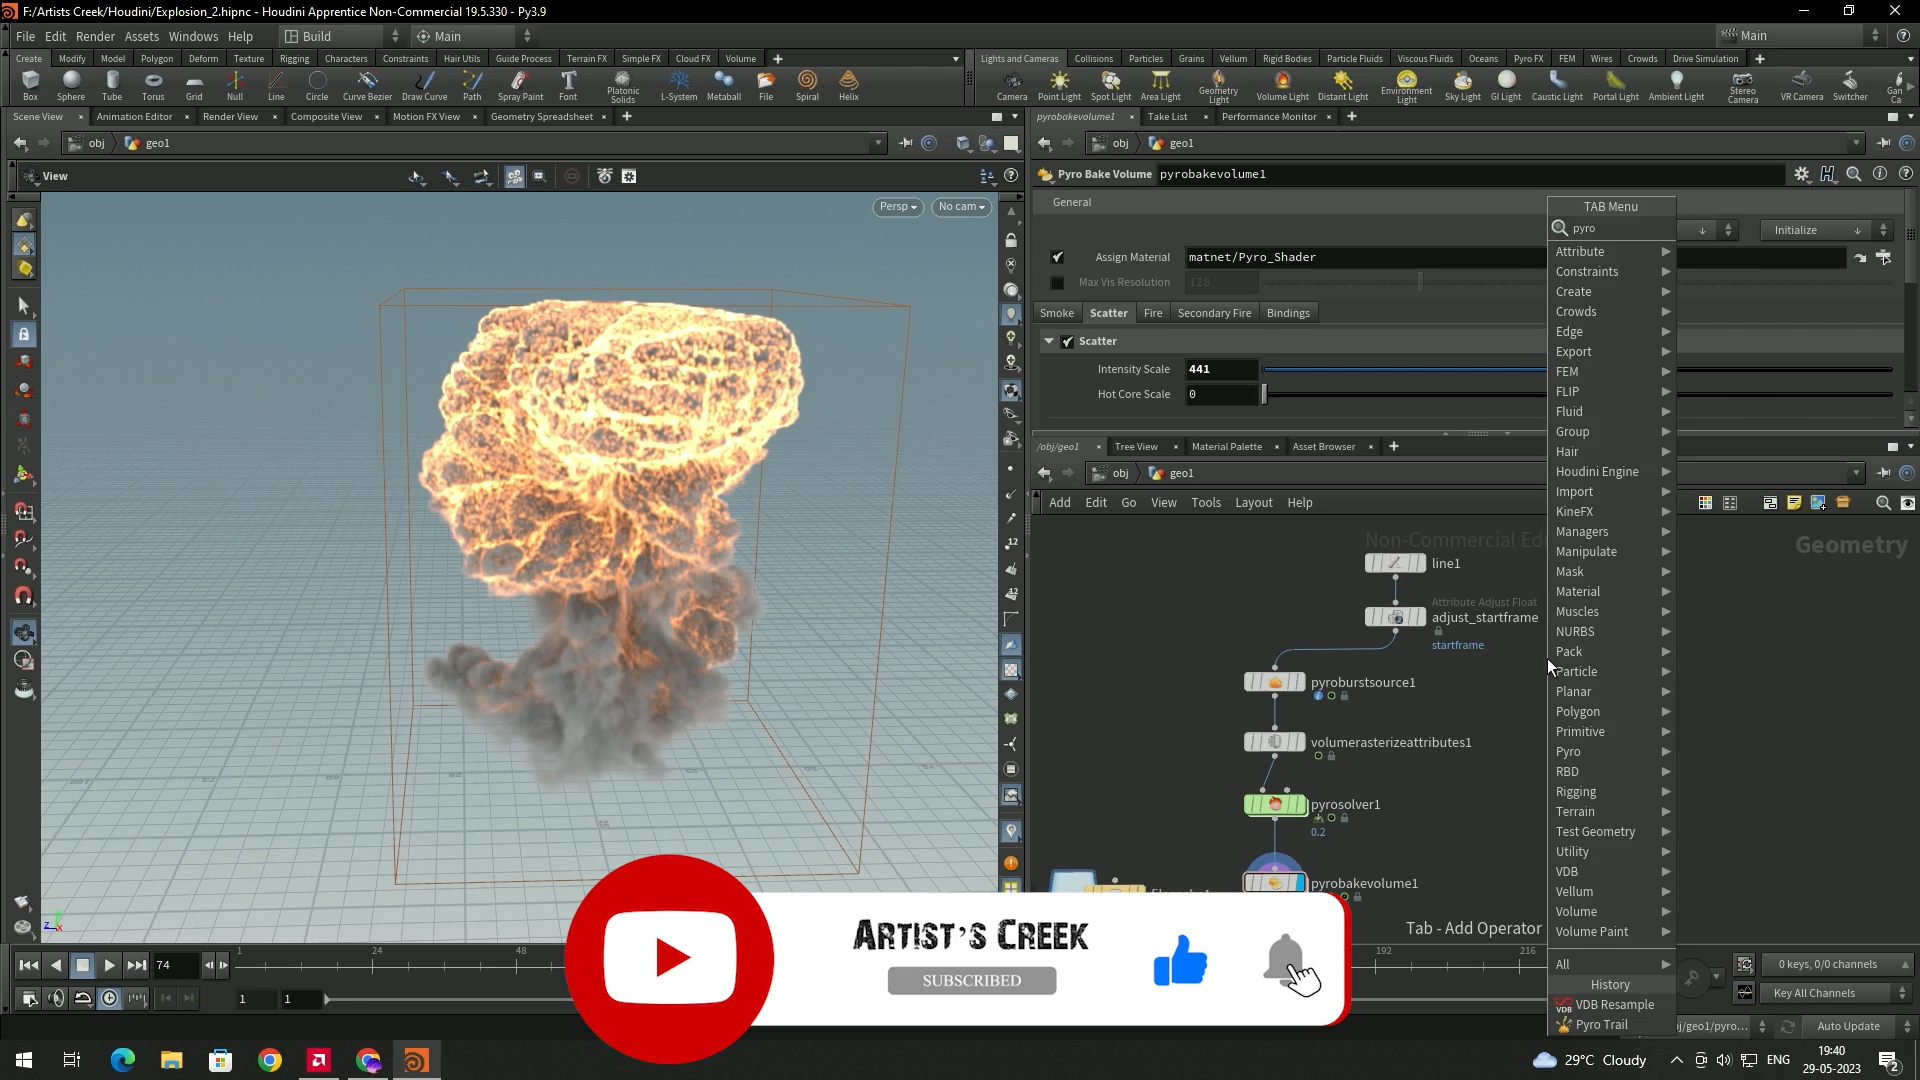 F:/Artists Creek/Houdini/Explosion_2.hipnc - Houdini Apprentice Non-Commercial 19.5.330 - Py3.9
File Edit Render Assets Windows Help Build Main Main
Create Modify Model Polygon Deform Texture Rigging Characters Constraints Hair Utils Guide Process Terrain FX Simple FX Cloud FX Volume
Lights and Cameras Collisions Particles Grains Vellum Rigid Bodies Particle Fluids Viscous Fluids Oceans Pyro FX FEM Wires Crowds Drive Simulation
Box Sphere Tube Torus Grid Null Line Circle Curve Bezier Draw Curve Path Spray Paint Font Platonic Solids L-System Metaball File Spiral Helix
Camera Point Light Spot Light Area Light Geometry Light Volume Light Distant Light Environment Light Sky Light GI Light Caustic Light Portal Light Ambient Light Stereo Camera VR Camera Switcher Gan Ca
Scene View Animation Editor Render View Composite View Motion FX View Geometry Spreadsheet
pyrobakevolume1 Take List Performance Monitor
obj geo1
obj geo1
View
Pyro Bake Volume pyrobakevolume1
Persp No cam
General
Initialize
Assign Material matnet/Pyro_Shader
Max Vis Resolution 128
Smoke Scatter Fire Secondary Fire Bindings
Scatter
Intensity Scale 441
Hot Core Scale 0
/obj/geo1 Tree View Material Palette Asset Browser
obj geo1
Add Edit Go View Tools Layout Help
Non-Commercial Edi
Geometry
line1
Attribute Adjust Float
adjust_startframe
startframe
pyroburstsource1
volumerasterizeattributes1
pyrosolver1
0.2
pyrobakevolume1
Tab - Add Operator
TAB Menu
pyro
Attribute
Constraints
Create
Crowds
Edge
Export
FEM
FLIP
Fluid
Group
Hair
Houdini Engine
Import
KineFX
Managers
Manipulate
Mask
Material
Muscles
NURBS
Pack
Particle
Planar
Polygon
Primitive
Pyro
RBD
Rigging
Terrain
Test Geometry
Utility
VDB
Vellum
Volume
Volume Paint
All
History
VDB Resample
Pyro Trail
ARTIST'S CREEK
SUBSCRIBED
74 1 24 48 192 216
1 1
0 keys, 0/0 channels
Key All Channels
j/geo1/pyro... Auto Update
29°C Cloudy ENG 19:40
29-05-2023
2